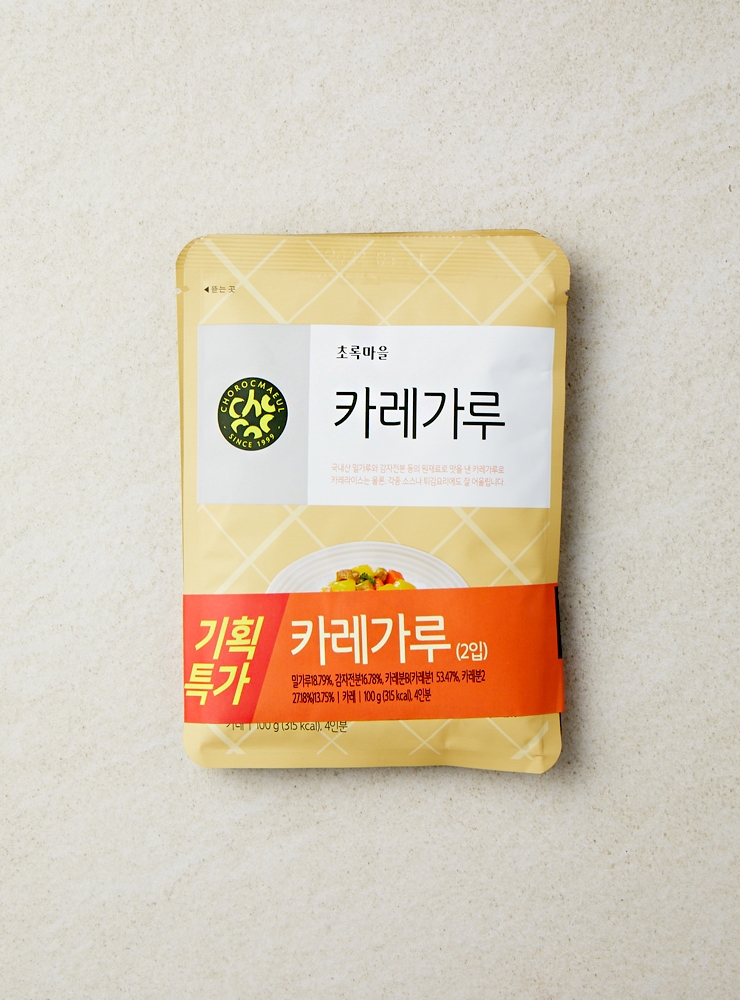 ◀뜯는곳
초록마을
CHOROCMAEUL
cho roc
SINCE 1999
카레가루
국내산 밀가루와 감자전분 등의 원재료로 맛을 낸 카레가루로
카레라이스는 물론, 각종 소스나 튀김요리에도 잘 어울립니다
기획
특가
카레가루 (2입)
밀가루18.79%, 감자전분16.78%, 카레분B(카레분1 53.47%, 카레분2
27.18%)13.75% | 카레 | 100 g (315 kcal), 4인분
카레 | 100 g (315 kcal), 4인분